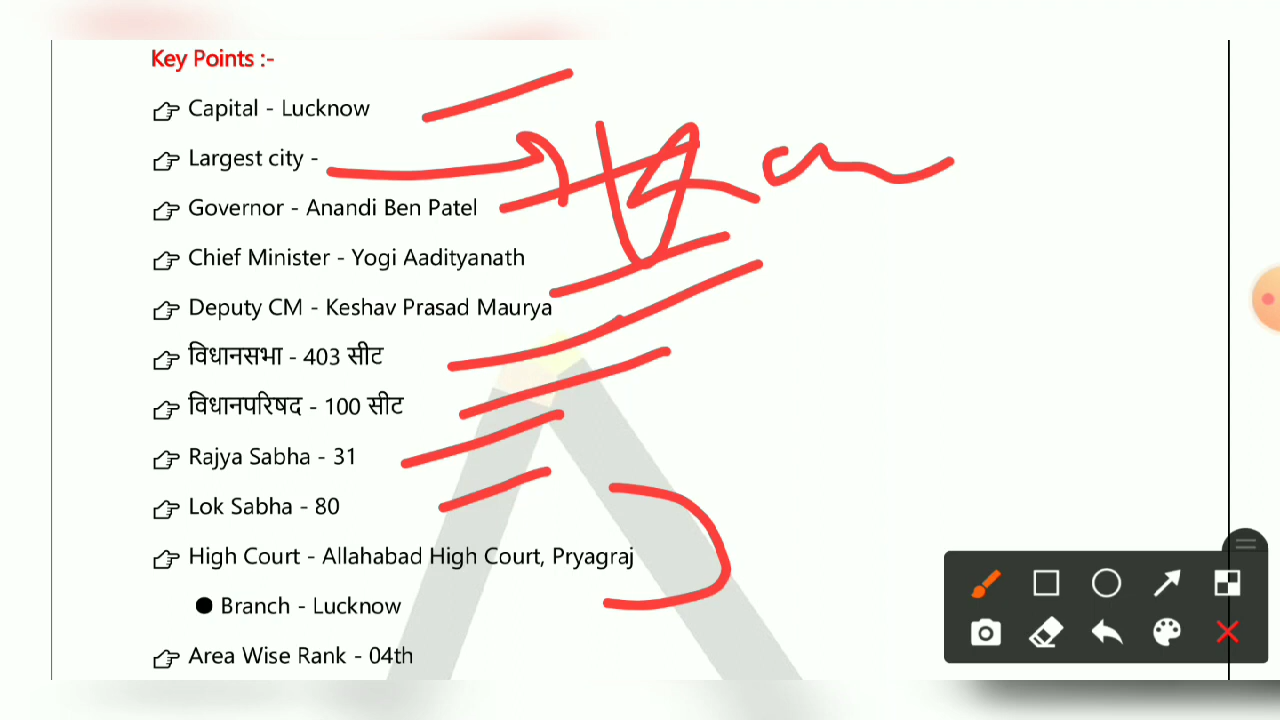 Key Points :-
Capital - Lucknow
Largest city -
Governor - Anandi Ben Patel
Chief Minister - Yogi Aadityanath
Deputy CM - Keshav Prasad Maurya
विधानसभा - 403 सीट
विधानपरिषद - 100 सीट
Rajya Sabha - 31
Lok Sabha - 80
High Court - Allahabad High Court, Pryagraj
● Branch - Lucknow
Area Wise Rank - 04th